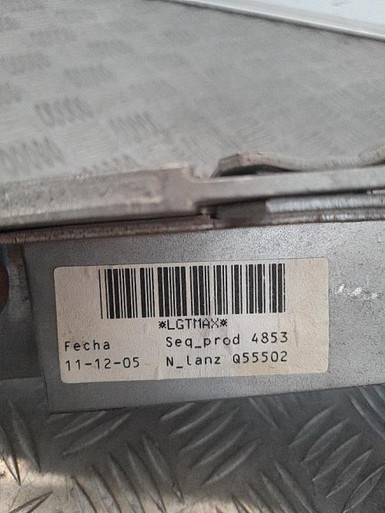 *LGTMAX*
Fecha Seq_prod 4853
11-12-05 N_lanz Q55502